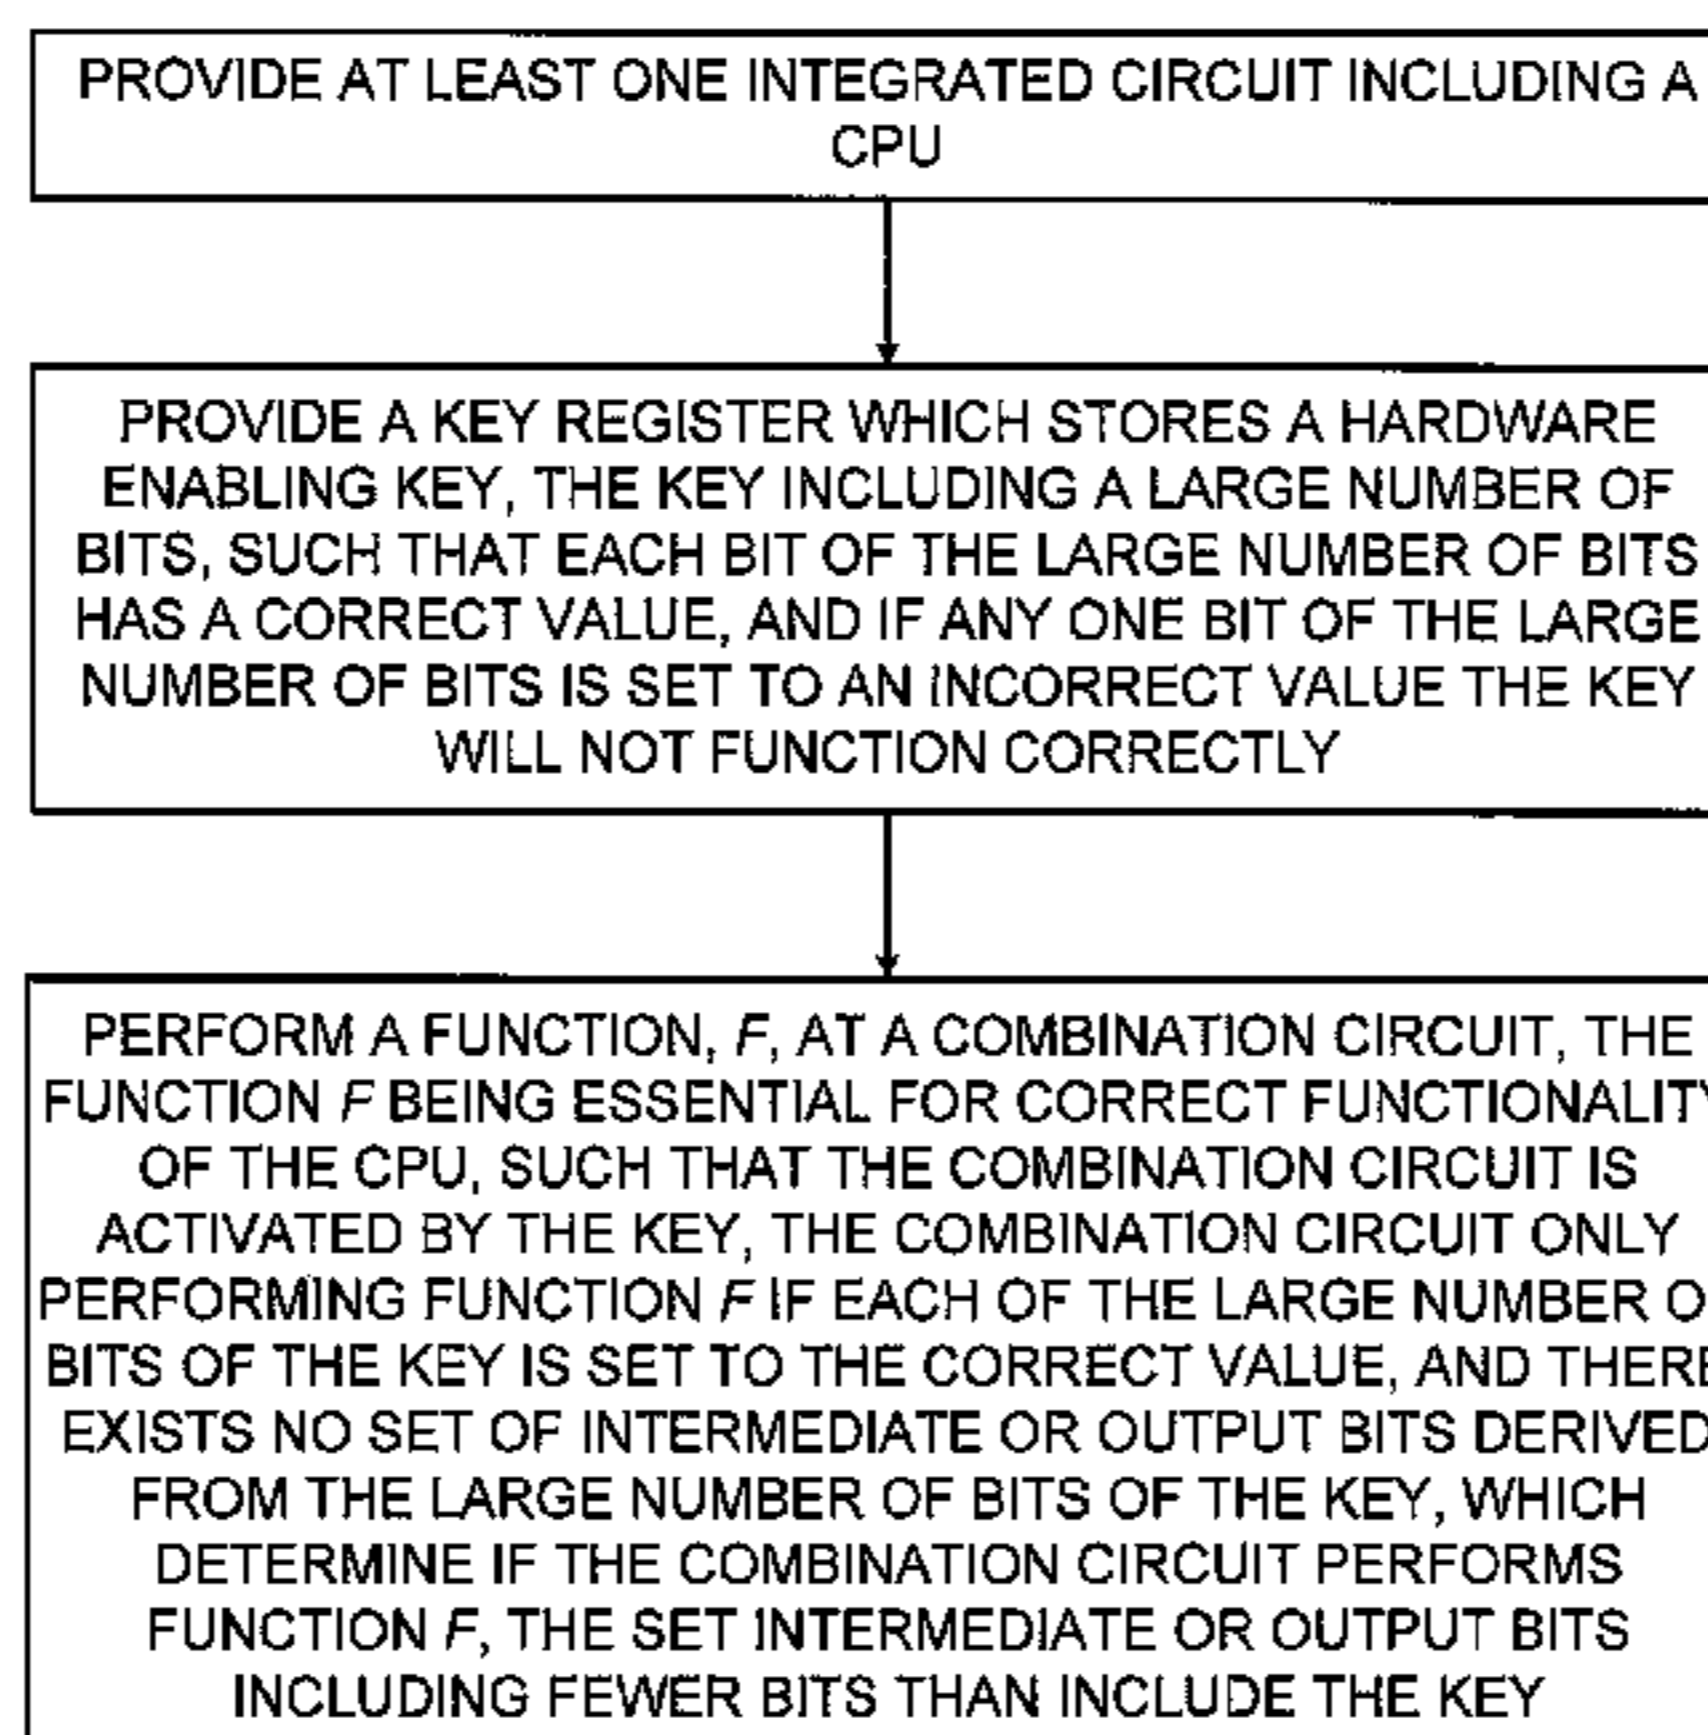 PROVIDE AT LEAST ONE INTEGRATED CIRCUIT INCLUDING A
CPU
PROVIDE A KEY REGISTER WHICH STORES A HARDWARE
ENABLING KEY, THE KEY INCLUDING A LARGE NUMBER OF
BITS, SUCH THAT EACH BIT OF THE LARGE NUMBER OF BITS
HAS A CORRECT VALUE, AND IF ANY ONE BIT OF THE LARGE
NUMBER OF BITS IS SET TO AN INCORRECT VALUE THE KEY
WILL NOT FUNCTION CORRECTLY
PERFORM A FUNCTION, F, AT A COMBINATION CIRCUIT, THE
FUNCTION F BEING ESSENTIAL FOR CORRECT FUNCTIONALITY
OF THE CPU, SUCH THAT THE COMBINATION CIRCUIT IS
ACTIVATED BY THE KEY, THE COMBINATION CIRCUIT ONLY
PERFORMING FUNCTION F IF EACH OF THE LARGE NUMBER O
BITS OF THE KEY IS SET TO THE CORRECT VALUE, AND THERE
EXISTS NO SET OF INTERMEDIATE OR OUTPUT BITS DERIVED
FROM THE LARGE NUMBER OF BITS OF THE KEY, WHICH
DETERMINE IF THE COMBINATION CIRCUIT PERFORMS
FUNCTION F, THE SET INTERMEDIATE OR OUTPUT BITS
INCLUDING FEWER BITS THAN INCLUDE THE KEY